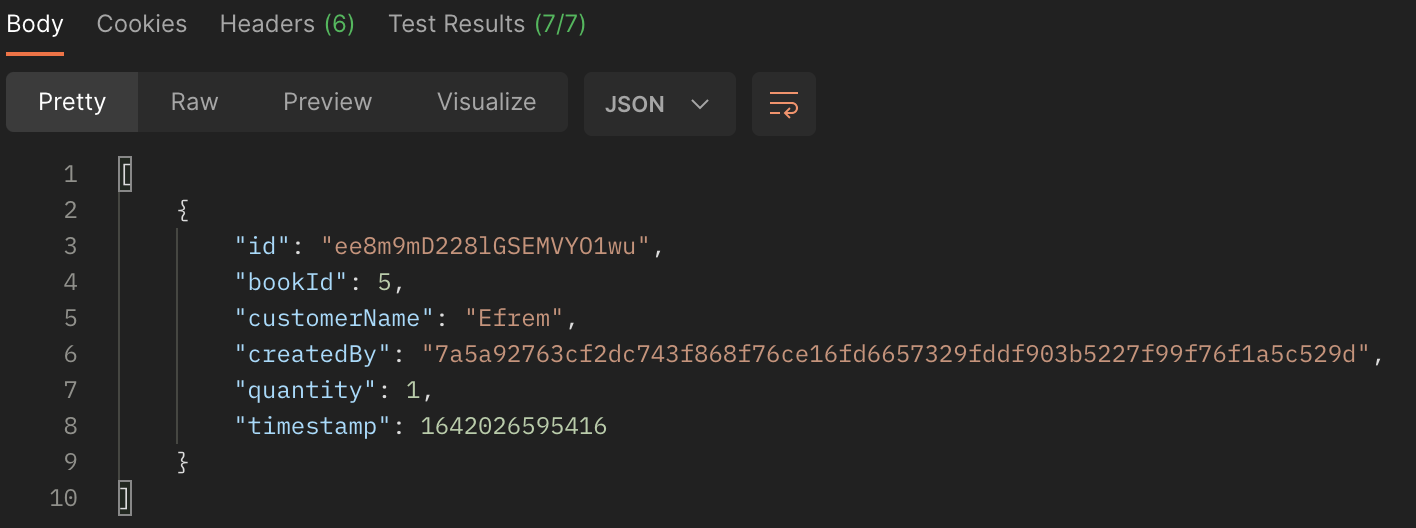 Body Cookies Headers (6) Test Results (7/7)
Pretty Raw Preview Visualize JSON
1 [
2 {
3 "id": "ee8m9mD228lGSEMVYO1wu",
4 "bookId": 5,
5 "customerName": "Efrem",
6 "createdBy": "7a5a92763cf2dc743f868f76ce16fd6657329fddf903b5227f99f76f1a5c529d",
7 "quantity": 1,
8 "timestamp": 1642026595416
9 }
10 ]